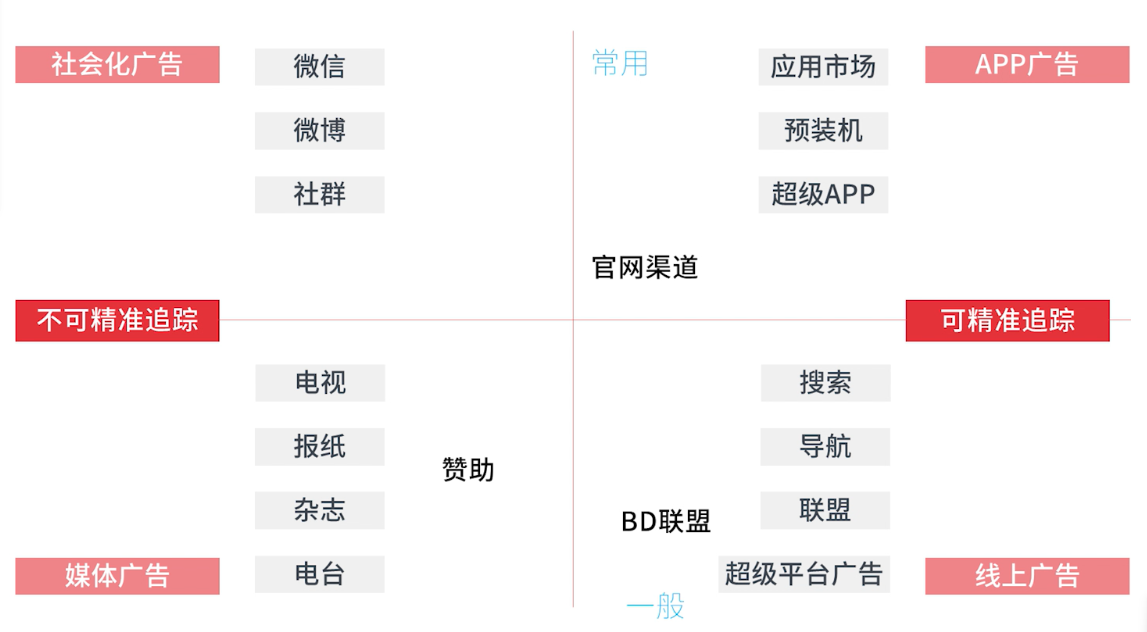 社会化广告
微信
常用
应用市场
APP广告
微博
预装机
社群
超级APP
官网渠道
不可精准追踪
可精准追踪
电视
搜索
报纸
导航
赞助
杂志
联盟
BD联盟
媒体广告
电台
超级平台广告
线上广告
一般